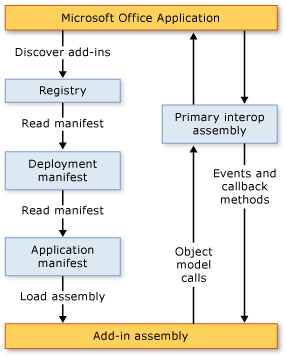 Microsoft Office Application
Discover add-ins
Registry
Read manifest
Deployment
manifest
Read manifest
Application
manifest
Load assembly
Primary interop
assembly
Events and
callback
methods
Object
model
calls
Add-in assembly